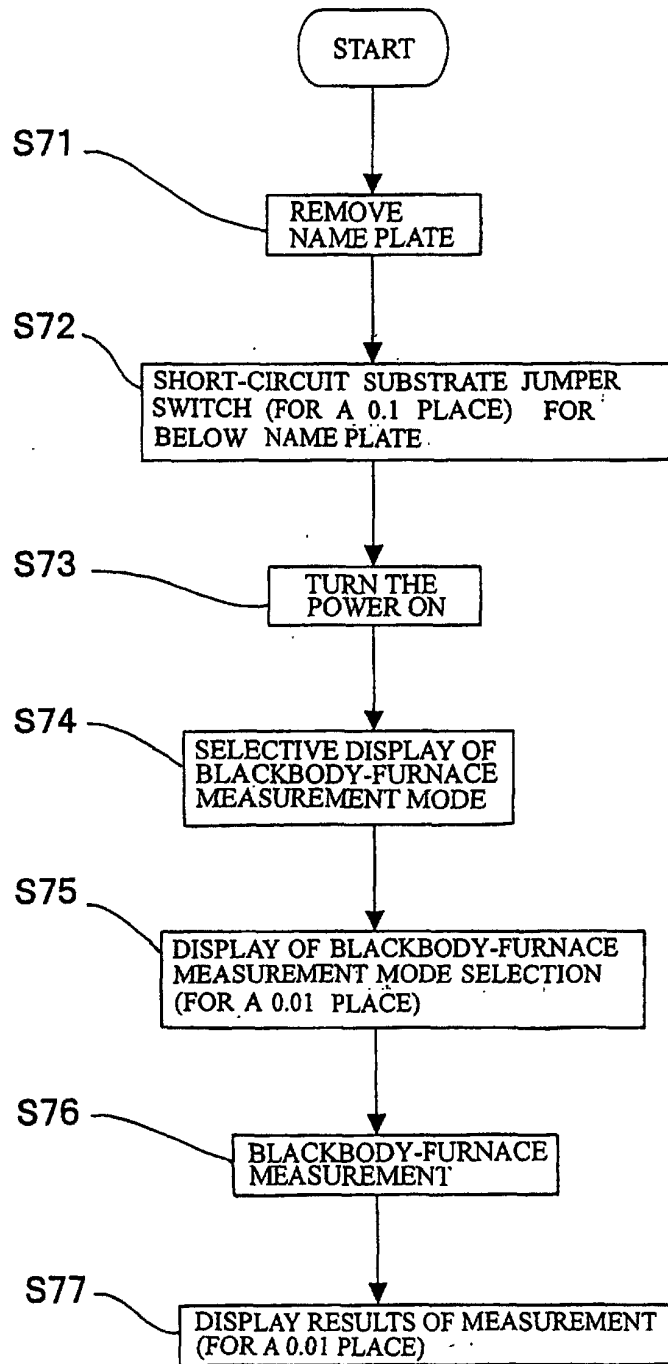 START
S71
REMOVE
NAME PLATE
S72
SHORT-CIRCUIT SUBSTRATE JUMPER
SWITCH (FOR A 0.1 PLACE) FOR
BELOW NAME PLATE
S73
TURN THE
POWER ON
S74
SELECTIVE DISPLAY OF
BLACKBODY-FURNACE
MEASUREMENT MODE
S75
DISPLAY OF BLACKBODY-FURNACE
MEASUREMENT MODE SELECTION
(FOR A 0.01 PLACE)
S76
BLACKBODY-FURNACE
MEASUREMENT
S77
DISPLAY RESULTS OF MEASUREMENT
(FOR A 0.01 PLACE)